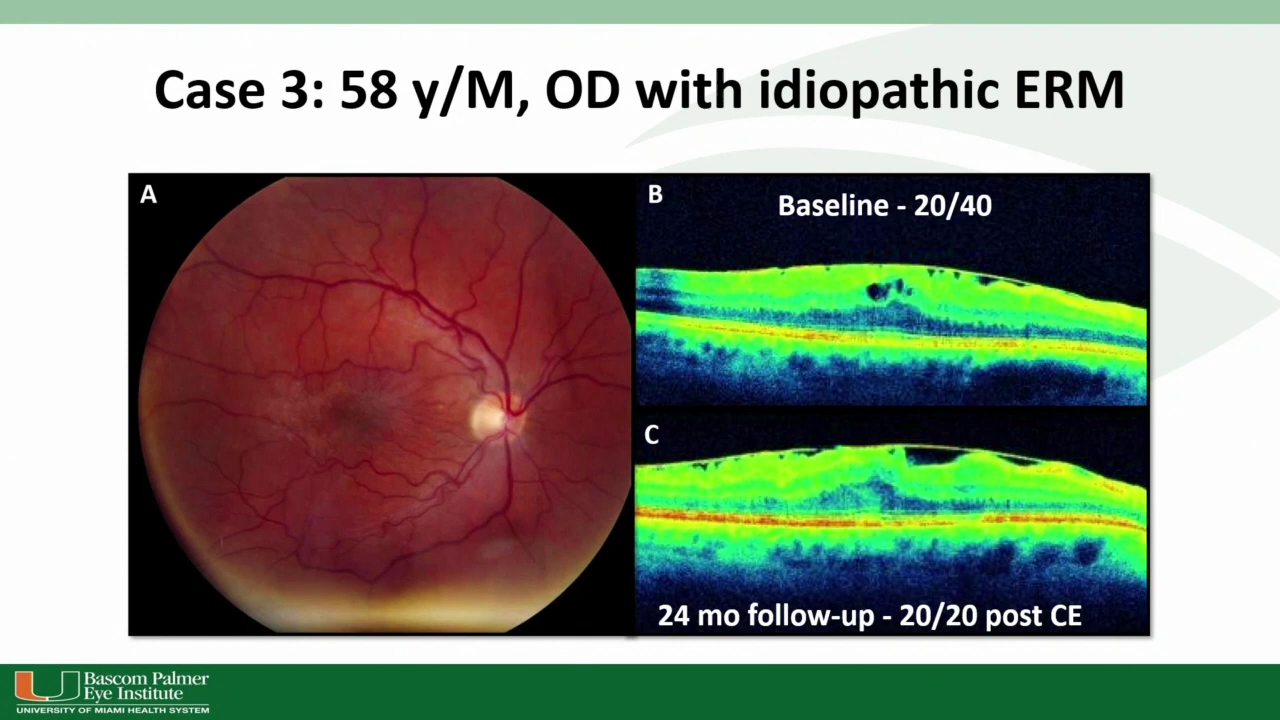 Case 3: 58 y/M, OD with idiopathic ERM
A
B
Baseline - 20/40
C
24 mo follow-up - 20/20 post CE
Bascom Palmer
Eye Institute
UNIVERSITY OF MIAMI HEALTH SYSTEM